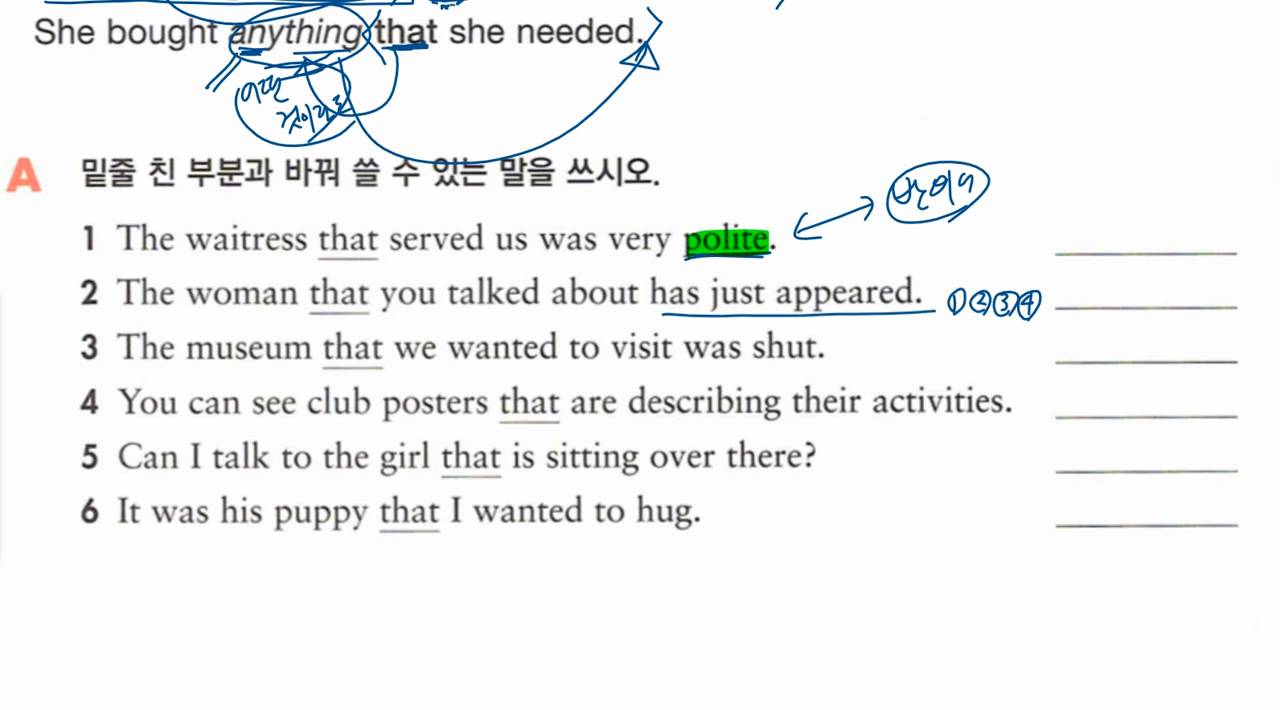 She bought anything that she needed.
어떤
것이라도
A 밑줄 친 부분과 바꿔 쓸 수 있는 말을 쓰시오.
반의어
1 The waitress that served us was very polite.
2 The woman that you talked about has just appeared. ①②③④
3 The museum that we wanted to visit was shut.
4 You can see club posters that are describing their activities.
5 Can I talk to the girl that is sitting over there?
6 It was his puppy that I wanted to hug.